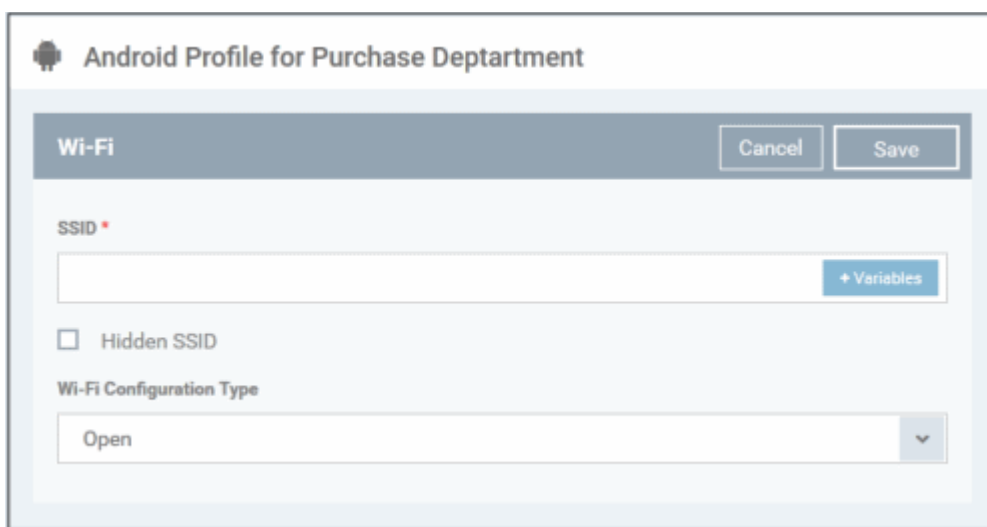 Android Profile for Purchase Deptartment
Wi-Fi
Cancel
Save
SSID *
+ Variables
Hidden SSID
Wi-Fi Configuration Type
Open